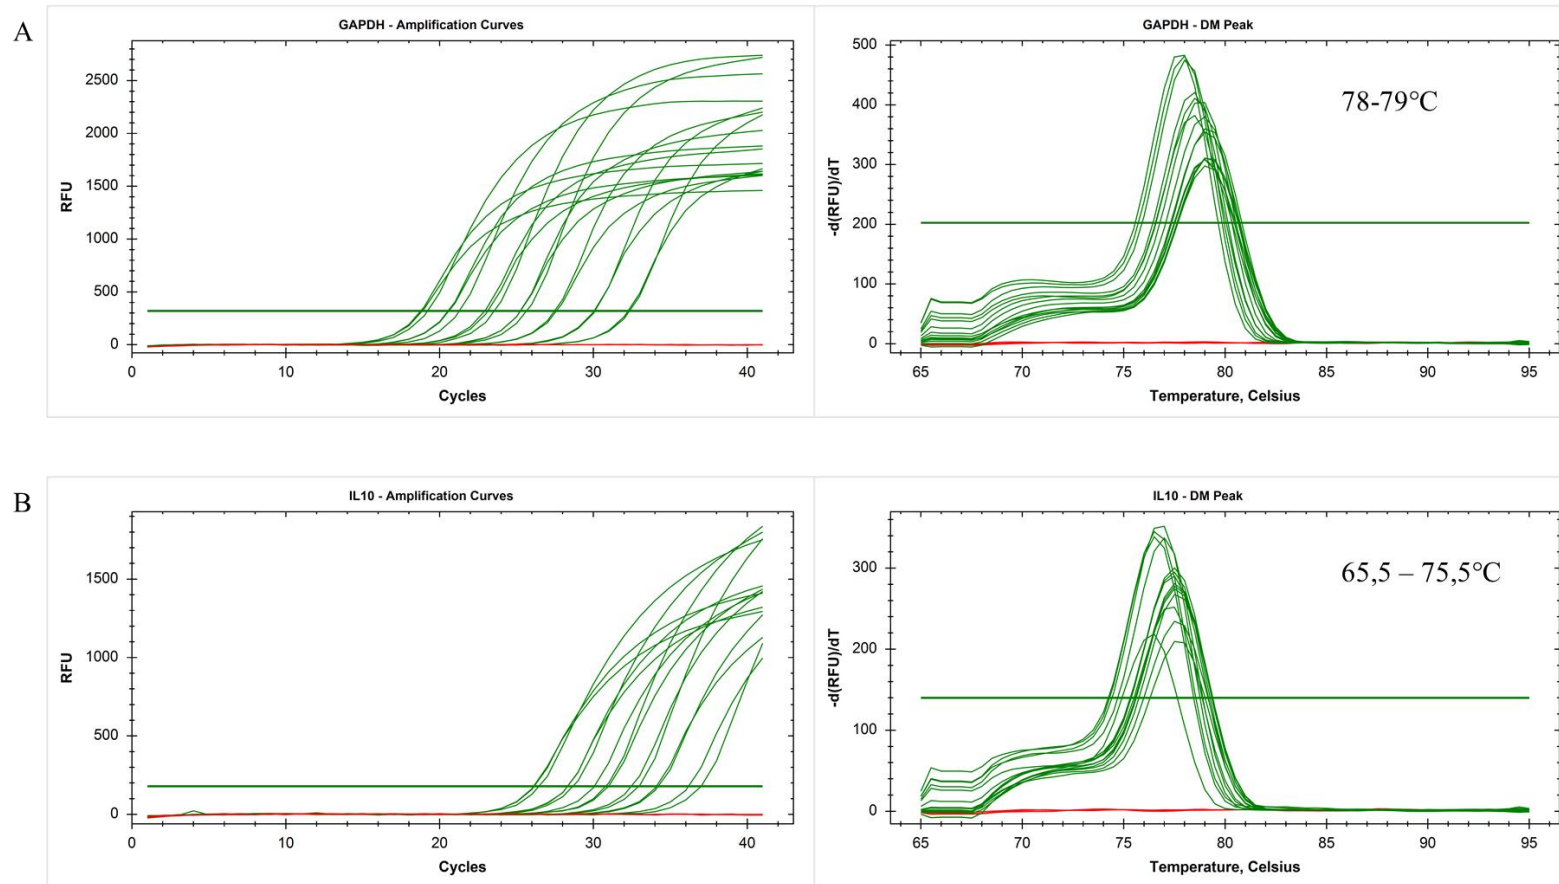 A
GAPDH - Amplification Curves
RFU
2500
2000
1500
1000
500
0
0
10
20
30
40
Cycles
GAPDH - DM Peak
78-79°C
-d(RFU)/dT
500
400
300
200
100
0
65
70
75
80
85
90
95
Temperature, Celsius
B
IL10 - Amplification Curves
RFU
1500
1000
500
0
0
10
20
30
40
Cycles
IL10 - DM Peak
65,5 – 75,5°C
-d(RFU)/dT
300
200
100
0
65
70
75
80
85
90
95
Temperature, Celsius